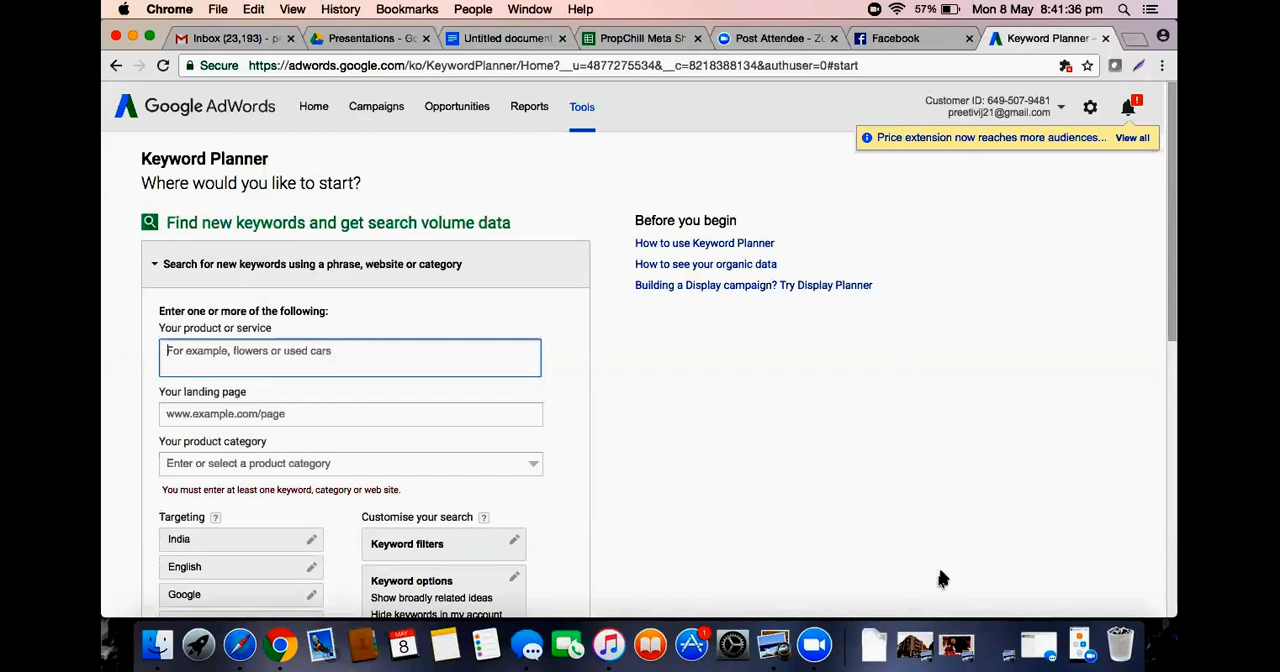 Chrome File Edit View History Bookmarks People Window Help 57% Mon 8 May 8:41:36 pm
Inbox (23,193) - p Presentations - Go Untitled document PropChill Meta Sh Post Attendee - Zo Facebook Keyword Planner –
Secure https://adwords.google.com/ko/KeywordPlanner/Home?__u=4877275534&__c=8218388134&authuser=0#start
Google AdWords Home Campaigns Opportunities Reports Tools
Customer ID: 649-507-9481
preetivij21@gmail.com
Price extension now reaches more audiences... View all
Keyword Planner
Where would you like to start?
Find new keywords and get search volume data
Search for new keywords using a phrase, website or category
Enter one or more of the following:
Your product or service
For example, flowers or used cars
Your landing page
www.example.com/page
Your product category
Enter or select a product category
You must enter at least one keyword, category or web site.
Targeting ?
India
English
Google
Customise your search ?
Keyword filters
Keyword options
Show broadly related ideas
Hide keywords in my account
Before you begin
How to use Keyword Planner
How to see your organic data
Building a Display campaign? Try Display Planner
MAY
8
1